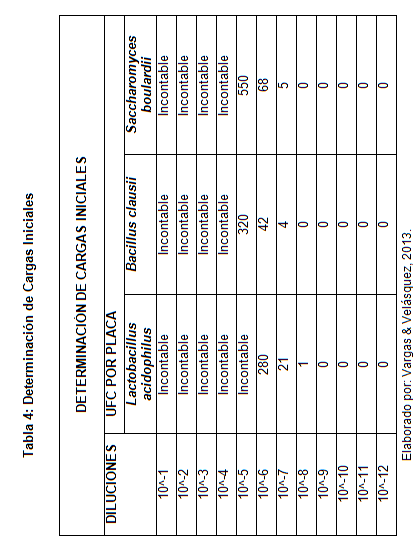 Tabla 4: Determinación de Cargas Iniciales
DETERMINACIÓN DE CARGAS INICIALES
DILUCIONES UFC POR PLACA
Lactobacillus acidophilus Bacillus clausii Saccharomyces boulardii
10^-1 Incontable Incontable Incontable
10^-2 Incontable Incontable Incontable
10^-3 Incontable Incontable Incontable
10^-4 Incontable Incontable Incontable
10^-5 Incontable 320 550
10^-6 280 42 68
10^-7 21 4 5
10^-8 1 0 0
10^-9 0 0 0
10^-10 0 0 0
10^-11 0 0 0
10^-12 0 0 0
Elaborado por: Vargas & Velásquez, 2013.